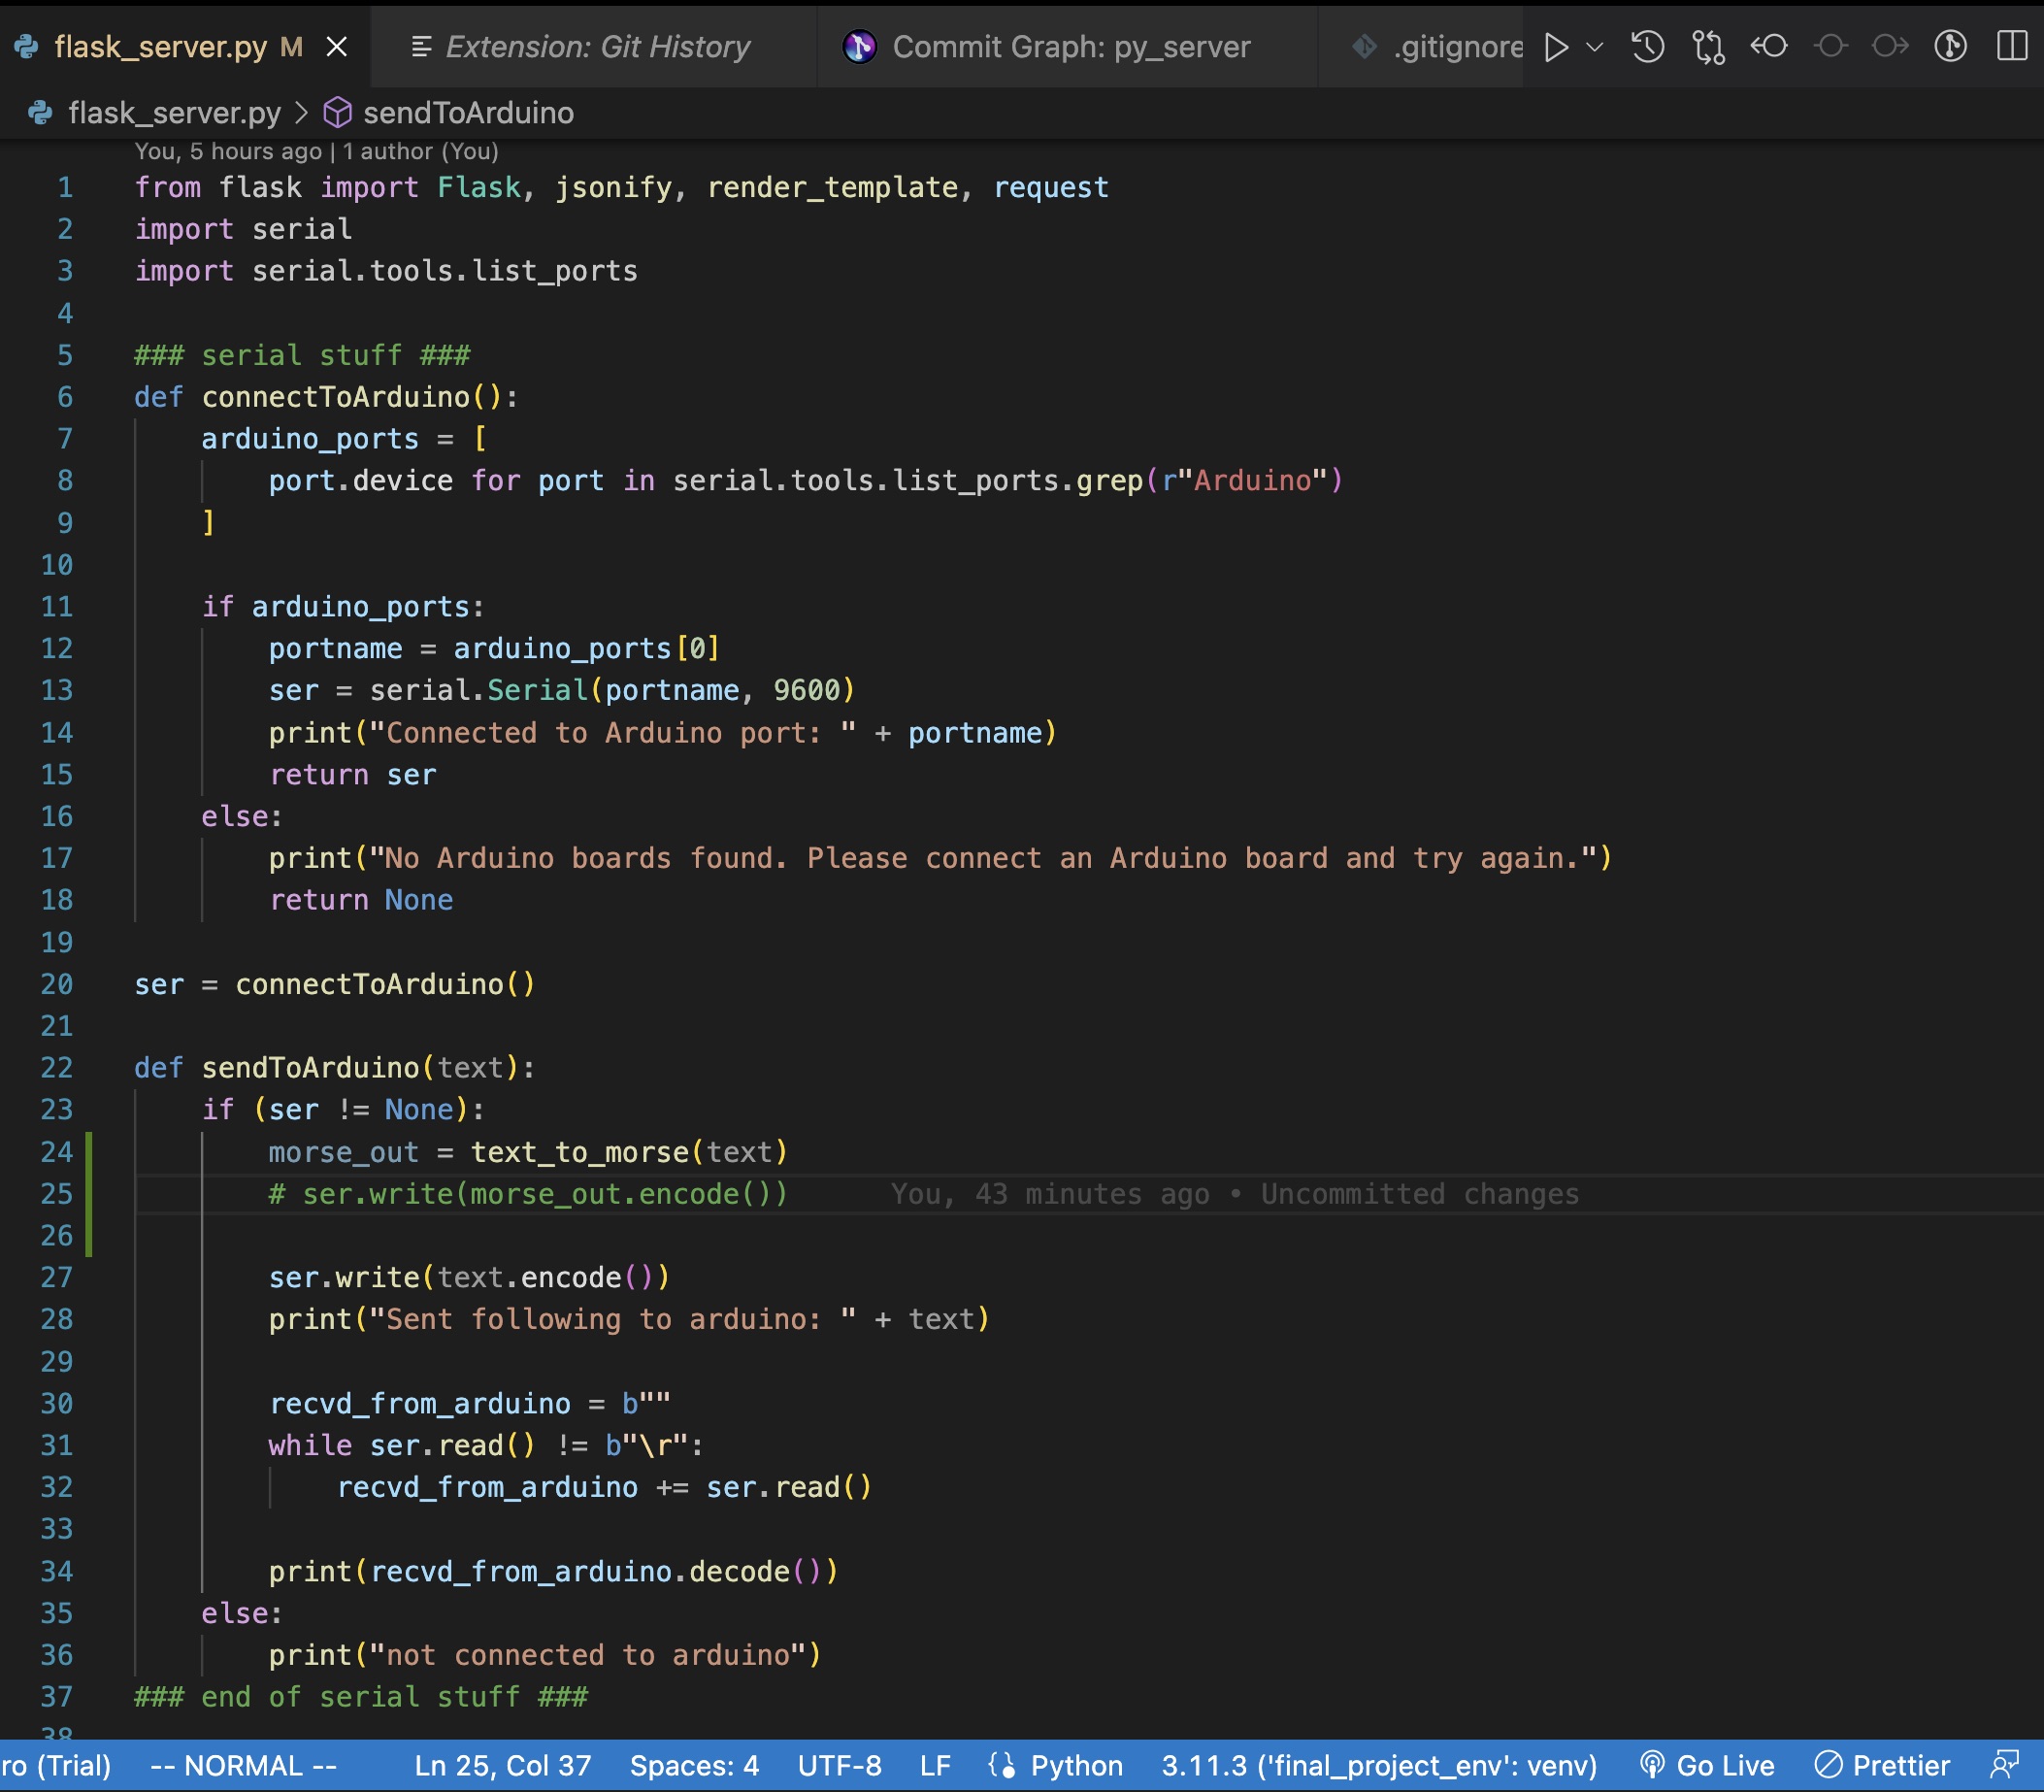 flask_server.py M Extension: Git History Commit Graph: py_server .gitignore
flask_server.py > sendToArduino
You, 5 hours ago | 1 author (You)
1 from flask import Flask, jsonify, render_template, request
2 import serial
3 import serial.tools.list_ports
4
5 ### serial stuff ###
6 def connectToArduino():
7     arduino_ports = [
8         port.device for port in serial.tools.list_ports.grep(r"Arduino")
9     ]
10
11     if arduino_ports:
12         portname = arduino_ports[0]
13         ser = serial.Serial(portname, 9600)
14         print("Connected to Arduino port: " + portname)
15         return ser
16     else:
17         print("No Arduino boards found. Please connect an Arduino board and try again.")
18         return None
19
20 ser = connectToArduino()
21
22 def sendToArduino(text):
23     if (ser != None):
24         morse_out = text_to_morse(text)
25         # ser.write(morse_out.encode()) You, 43 minutes ago • Uncommitted changes
26
27         ser.write(text.encode())
28         print("Sent following to arduino: " + text)
29
30         recvd_from_arduino = b""
31         while ser.read() != b"\r":
32             recvd_from_arduino += ser.read()
33
34         print(recvd_from_arduino.decode())
35     else:
36         print("not connected to arduino")
37 ### end of serial stuff ###
38
ro (Trial) -- NORMAL -- Ln 25, Col 37 Spaces: 4 UTF-8 LF Python 3.11.3 ('final_project_env': venv) Go Live Prettier